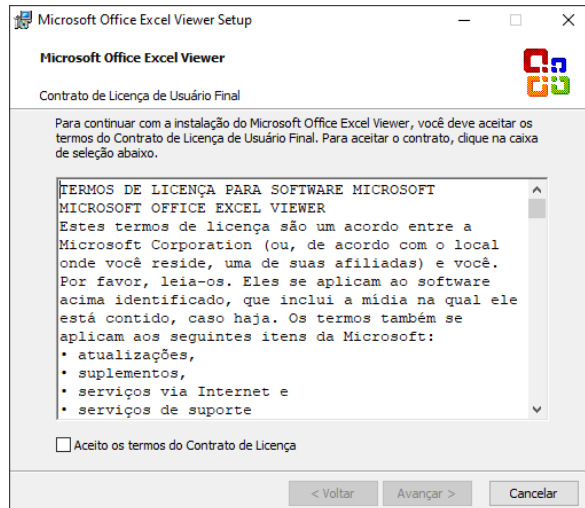 Microsoft Office Excel Viewer Setup
Microsoft Office Excel Viewer
Contrato de Licença de Usuário Final
Para continuar com a instalação do Microsoft Office Excel Viewer, você deve aceitar os
termos do Contrato de Licença de Usuário Final. Para aceitar o contrato, clique na caixa
de seleção abaixo.
TERMOS DE LICENÇA PARA SOFTWARE MICROSOFT
MICROSOFT OFFICE EXCEL VIEWER
Estes termos de licença são um acordo entre a
Microsoft Corporation (ou, de acordo com o local
onde você reside, uma de suas afiliadas) e você.
Por favor, leia-os. Eles se aplicam ao software
acima identificado, que inclui a mídia na qual ele
está contido, caso haja. Os termos também se
aplicam aos seguintes itens da Microsoft:
• atualizações,
• suplementos,
• serviços via Internet e
• serviços de suporte
Aceito os termos do Contrato de Licença
< Voltar
Avançar >
Cancelar